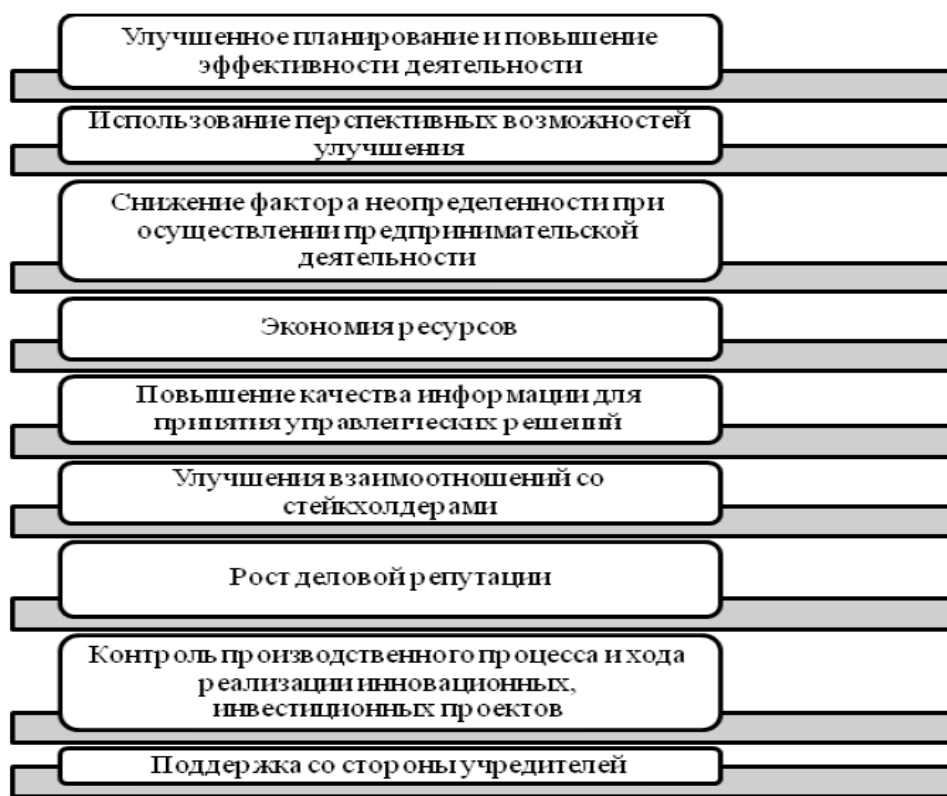 Улучшенное планирование и повышение
эффективности деятельности
Использование перспективных возможностей
улучшения
Снижение фактора неопределенности при
осуществлении предпринимательской
деятельности
Экономия ресурсов
Повышение качества информации для
принятия управленческих решений
Улучшения взаимоотношений со
стейкхолдерами
Рост деловой репутации
Контроль производственного процесса и хода
реализации инновационных,
инвестиционных проектов
Поддержка со стороны учредителей